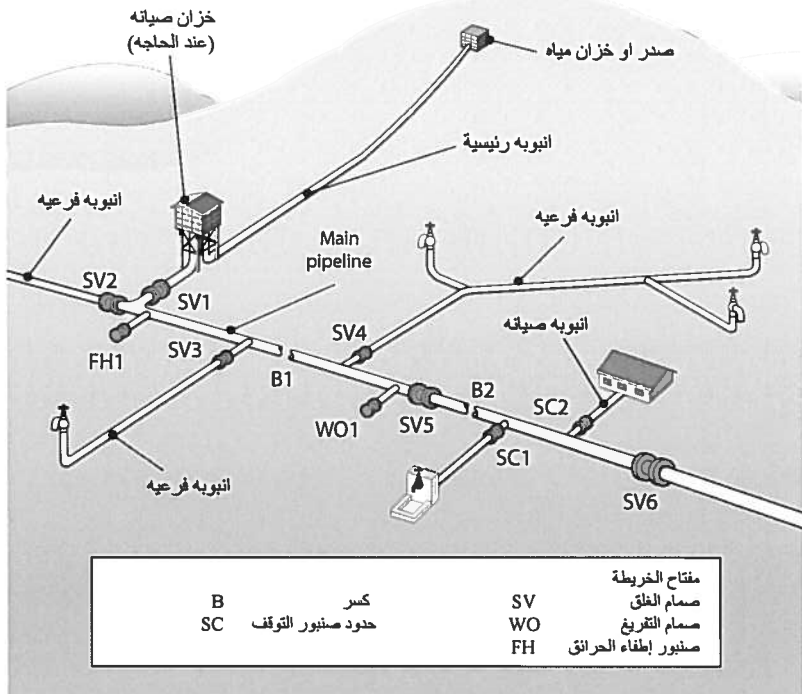 خزان صيانه
(عند الحاجه)
صدر او خزان مياه
انبوبه رئيسية
انبوبه فرعيه
انبوبه فرعيه
Main
pipeline
SV2
SV1
FH1
SV3
SV4
انبوبه صيانه
B1
B2
SC2
WO1
SV5
SC1
SV6
انبوبه فرعيه
مفتاح الخريطة
صمام الغلق SV كسر B
صمام التفريغ WO حدود صنبور التوقف SC
صنبور إطفاء الحرائق FH